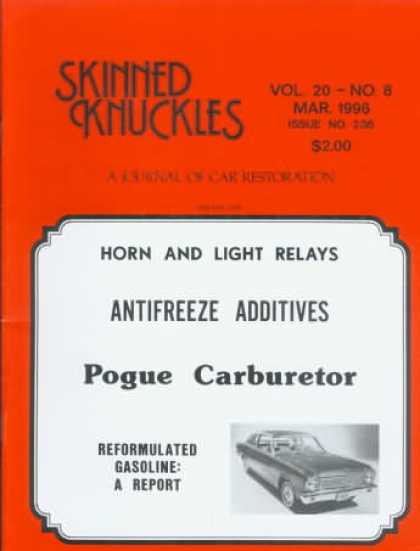 SKINNED
KNUCKLES
VOL. 20 – NO. 8
MAR. 1996
ISSUE NO. 236
$2.00
A JOURNAL OF CAR RESTORATION
HORN AND LIGHT RELAYS
ANTIFREEZE ADDITIVES
Pogue Carburetor
REFORMULATED
GASOLINE:
A REPORT